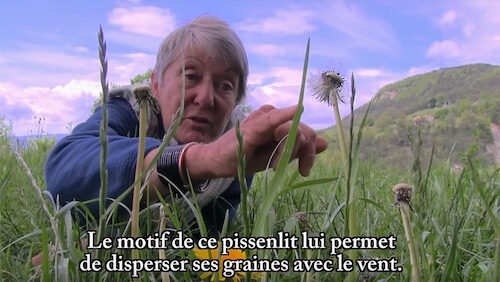 Le motif de ce pissenlit lui permet
de disperser ses graines avec le vent.